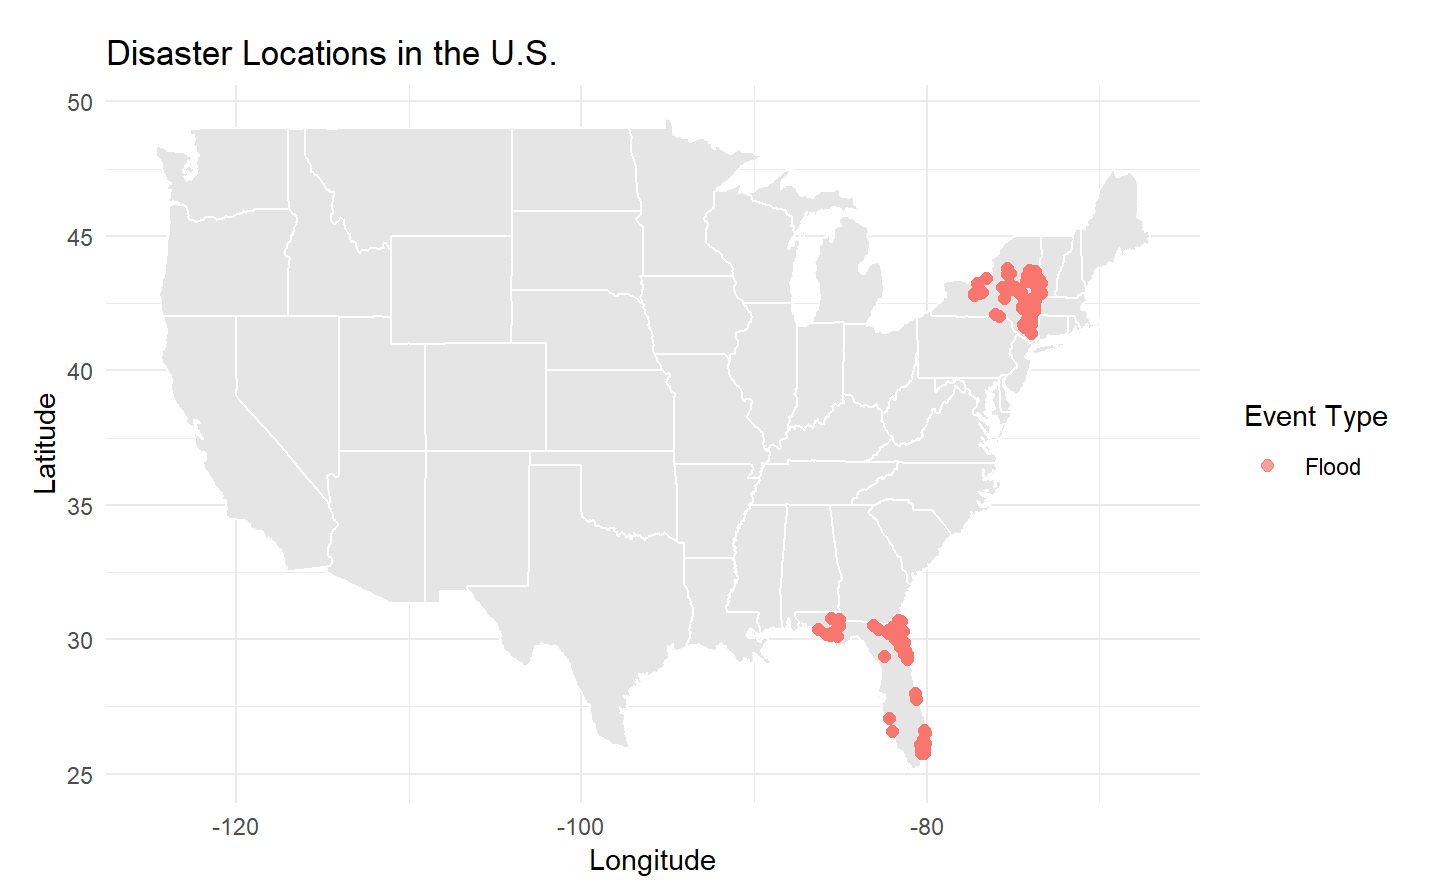 Disaster Locations in the U.S.
50
45
40
35
30
25
Latitude
-120
-100
-80
Longitude
Event Type
Flood